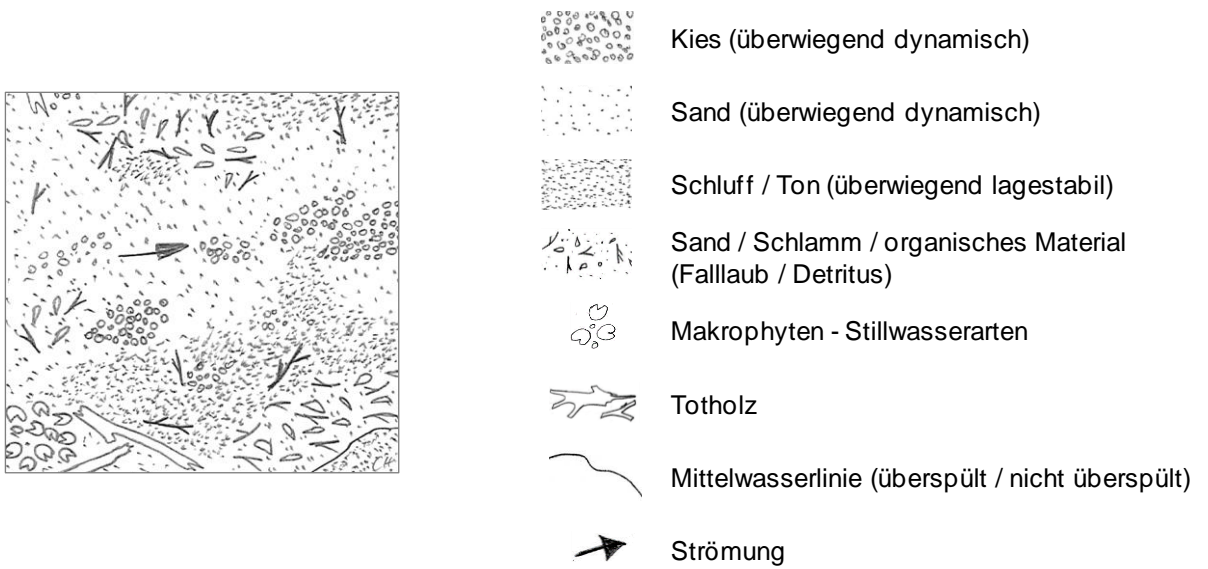 Kies (überwiegend dynamisch)
Sand (überwiegend dynamisch)
Schluff / Ton (überwiegend lagestabil)
Sand / Schlamm / organisches Material
(Falllaub / Detritus)
Makrophyten - Stillwasserarten
Totholz
Mittelwasserlinie (überspült / nicht überspült)
Strömung